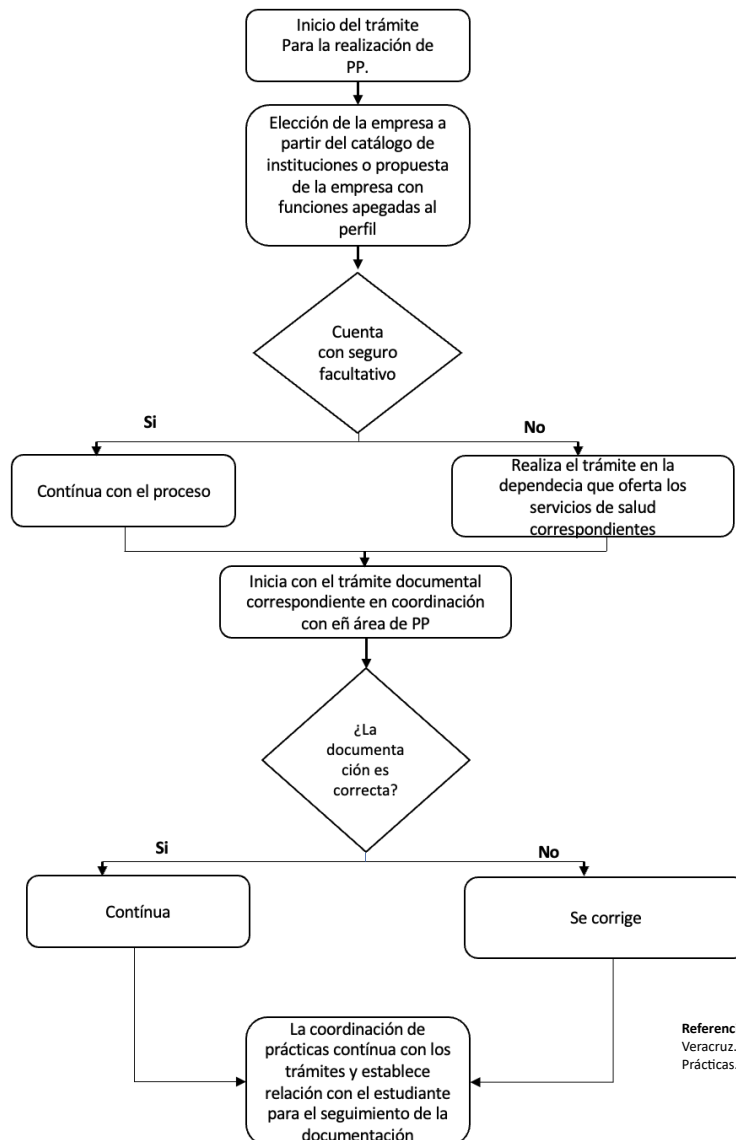 Inicio del trámite
Para la realización de
PP.
Elección de la empresa a
partir del catálogo de
instituciones o propuesta
de la empresa con
funciones apegadas al
perfil
Cuenta
con seguro
facultativo
Si
No
Contínua con el proceso
Realiza el trámite en la
dependecia que oferta los
servicios de salud
correspondientes
Inicia con el trámite documental
correspondiente en coordinación
con eñ área de PP
¿La
documenta
ción es
correcta?
Si
No
Contínua
Se corrige
La coordinación de
prácticas contínua con los
trámites y establece
relación con el estudiante
para el seguimiento de la
documentación
Referenc
Veracruz.
Prácticas.